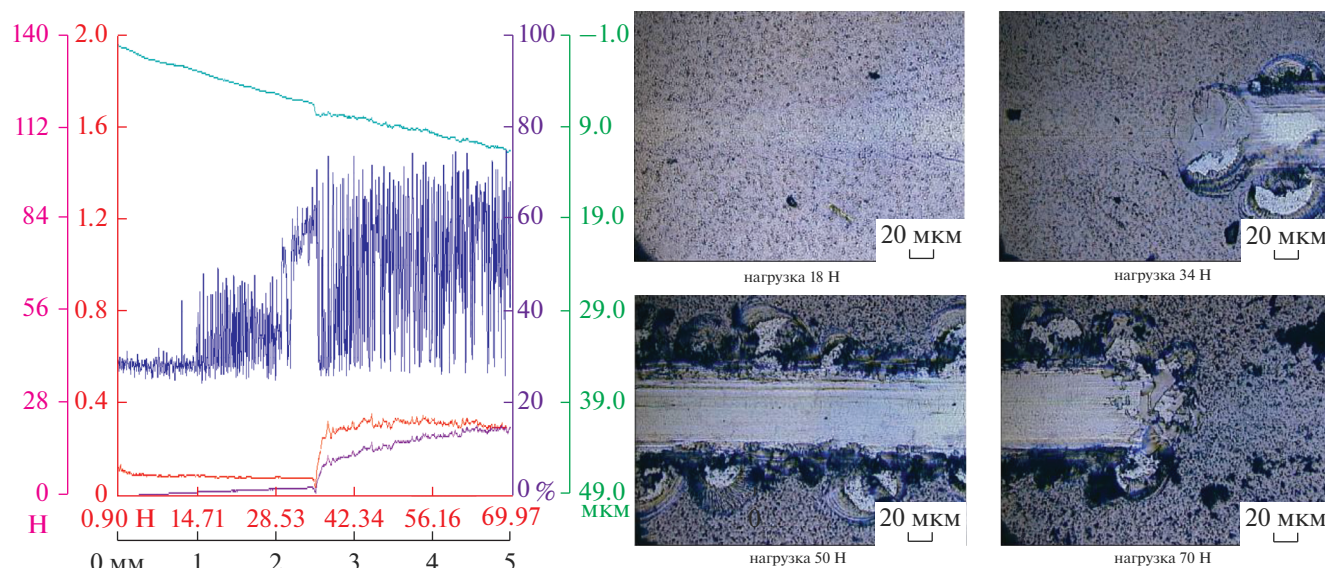 140 2.0 100 −1.0
112 1.6 80 9.0
84 1.2 60 19.0
56 0.8 40 29.0
28 0.4 20 39.0
0 0 0 % 49.0
Н 0.90 Н 14.71 28.53 42.34 56.16 69.97 мкм
0 мм 1 2 3 4 5
20 мкм
нагрузка 18 Н
20 мкм
нагрузка 34 Н
20 мкм
нагрузка 50 Н
20 мкм
нагрузка 70 Н